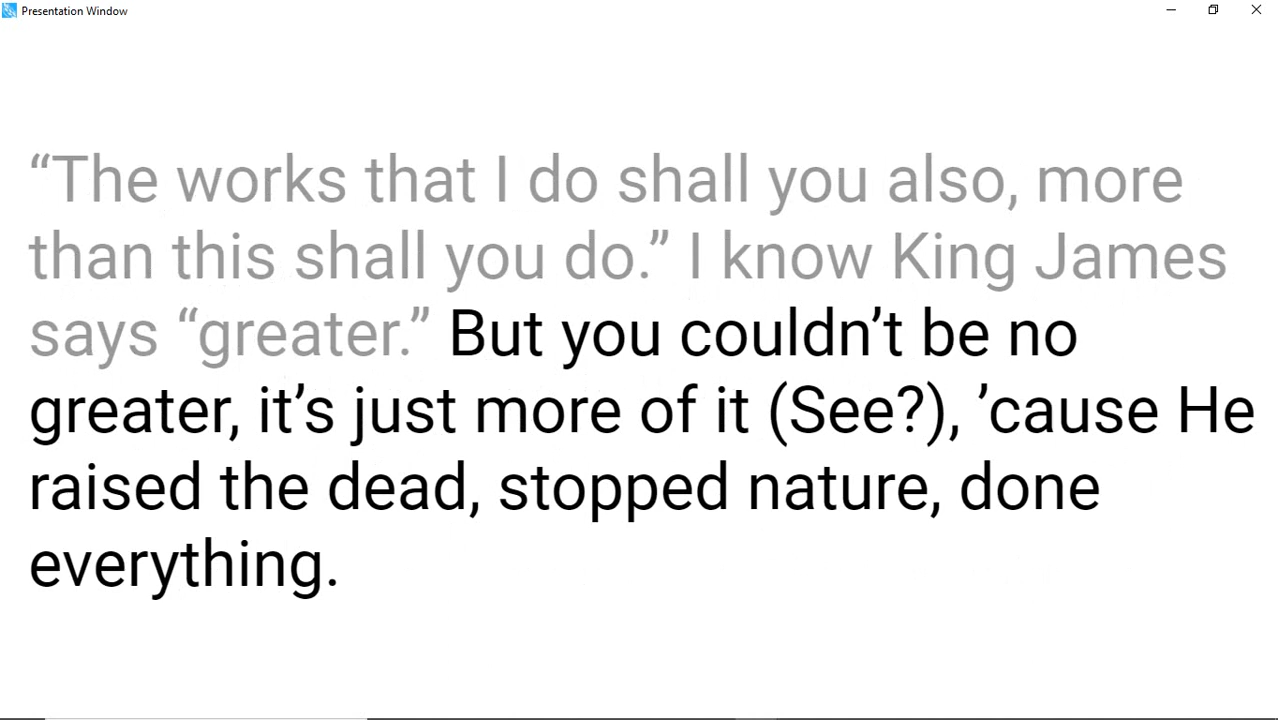 Presentation Window
“The works that I do shall you also, more
than this shall you do.” I know King James
says “greater.” But you couldn’t be no
greater, it’s just more of it (See?), ’cause He
raised the dead, stopped nature, done
everything.